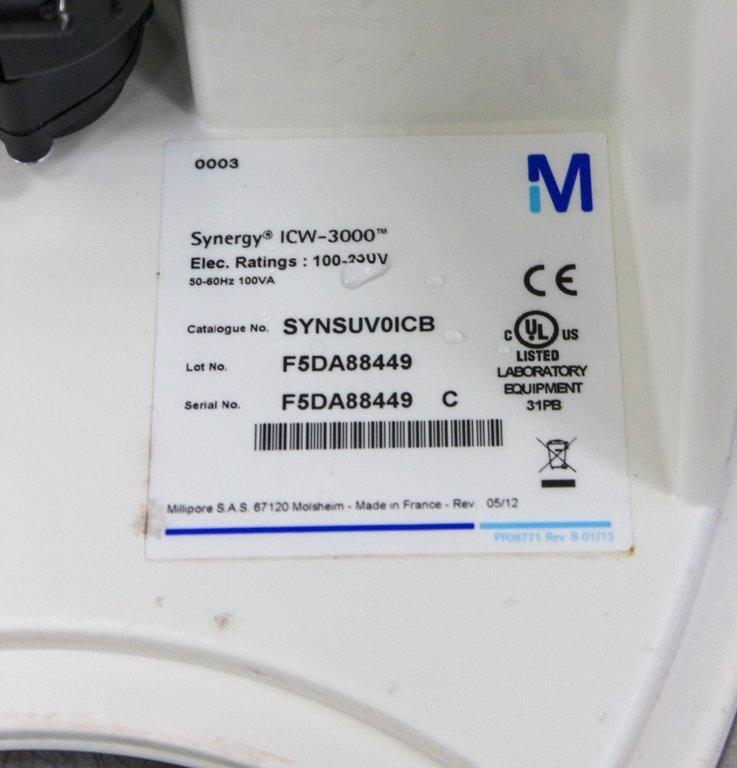 0003
M
Synergy® ICW-3000™
Elec. Ratings : 
50-60Hz 100VA
CE
Catalogue No. SYNSUV0ICB
C UL US
LISTED
LABORATORY
EQUIPMENT
31PB
Lot No. F5DA88449
Serial No. F5DA88449 C
Millipore S.A.S. 67120 Molsheim - Made in France - Rev. 05/12
PF09771 Rev B 01/13